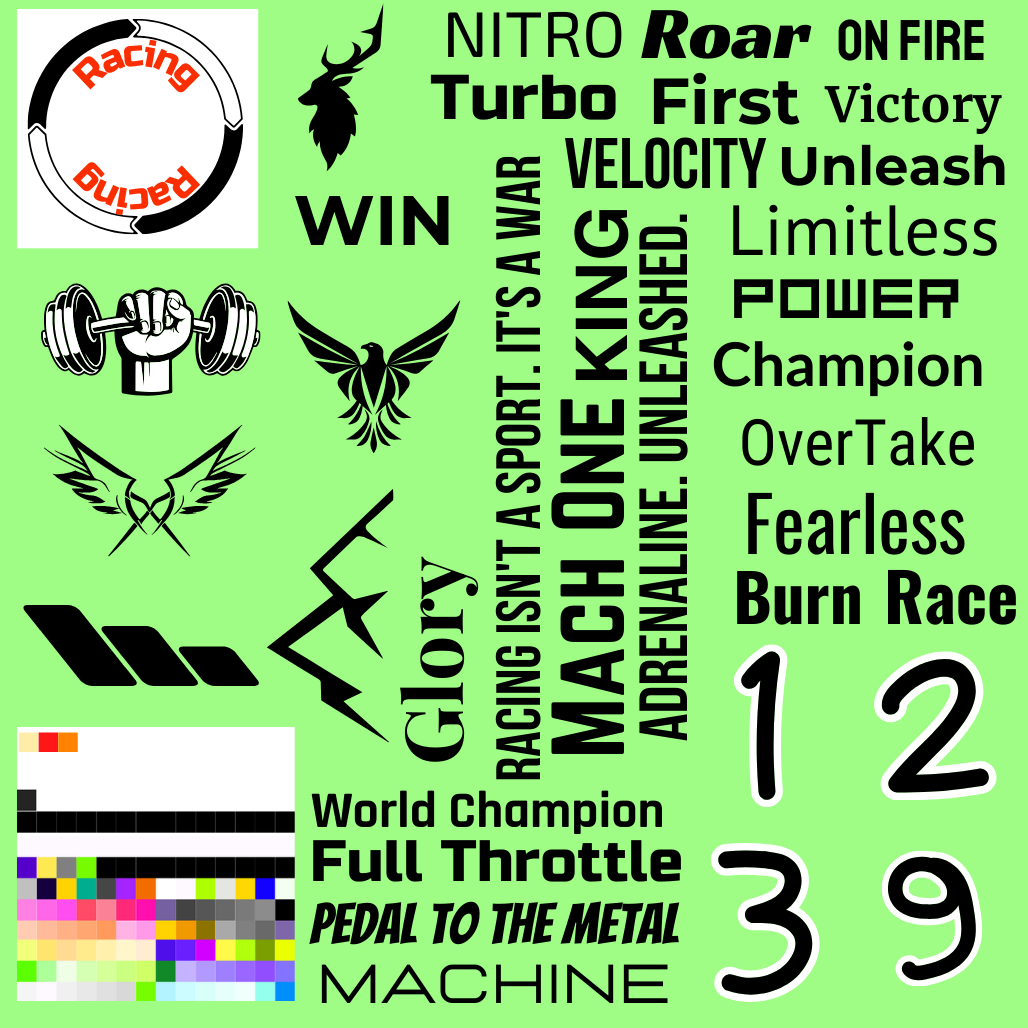 Racing
Racing
NITRO
Roar
ON FIRE
Turbo
First
Victory
VELOCITY
Unleash
WIN
Limitless
POWER
Champion
OverTake
Fearless
Burn Race
RACING ISN'T A SPORT. IT'S A WAR
MACH ONE KING
ADRENALINE. UNLEASHED.
Glory
1
2
3
9
World Champion
Full Throttle
PEDAL TO THE METAL
MACHINE